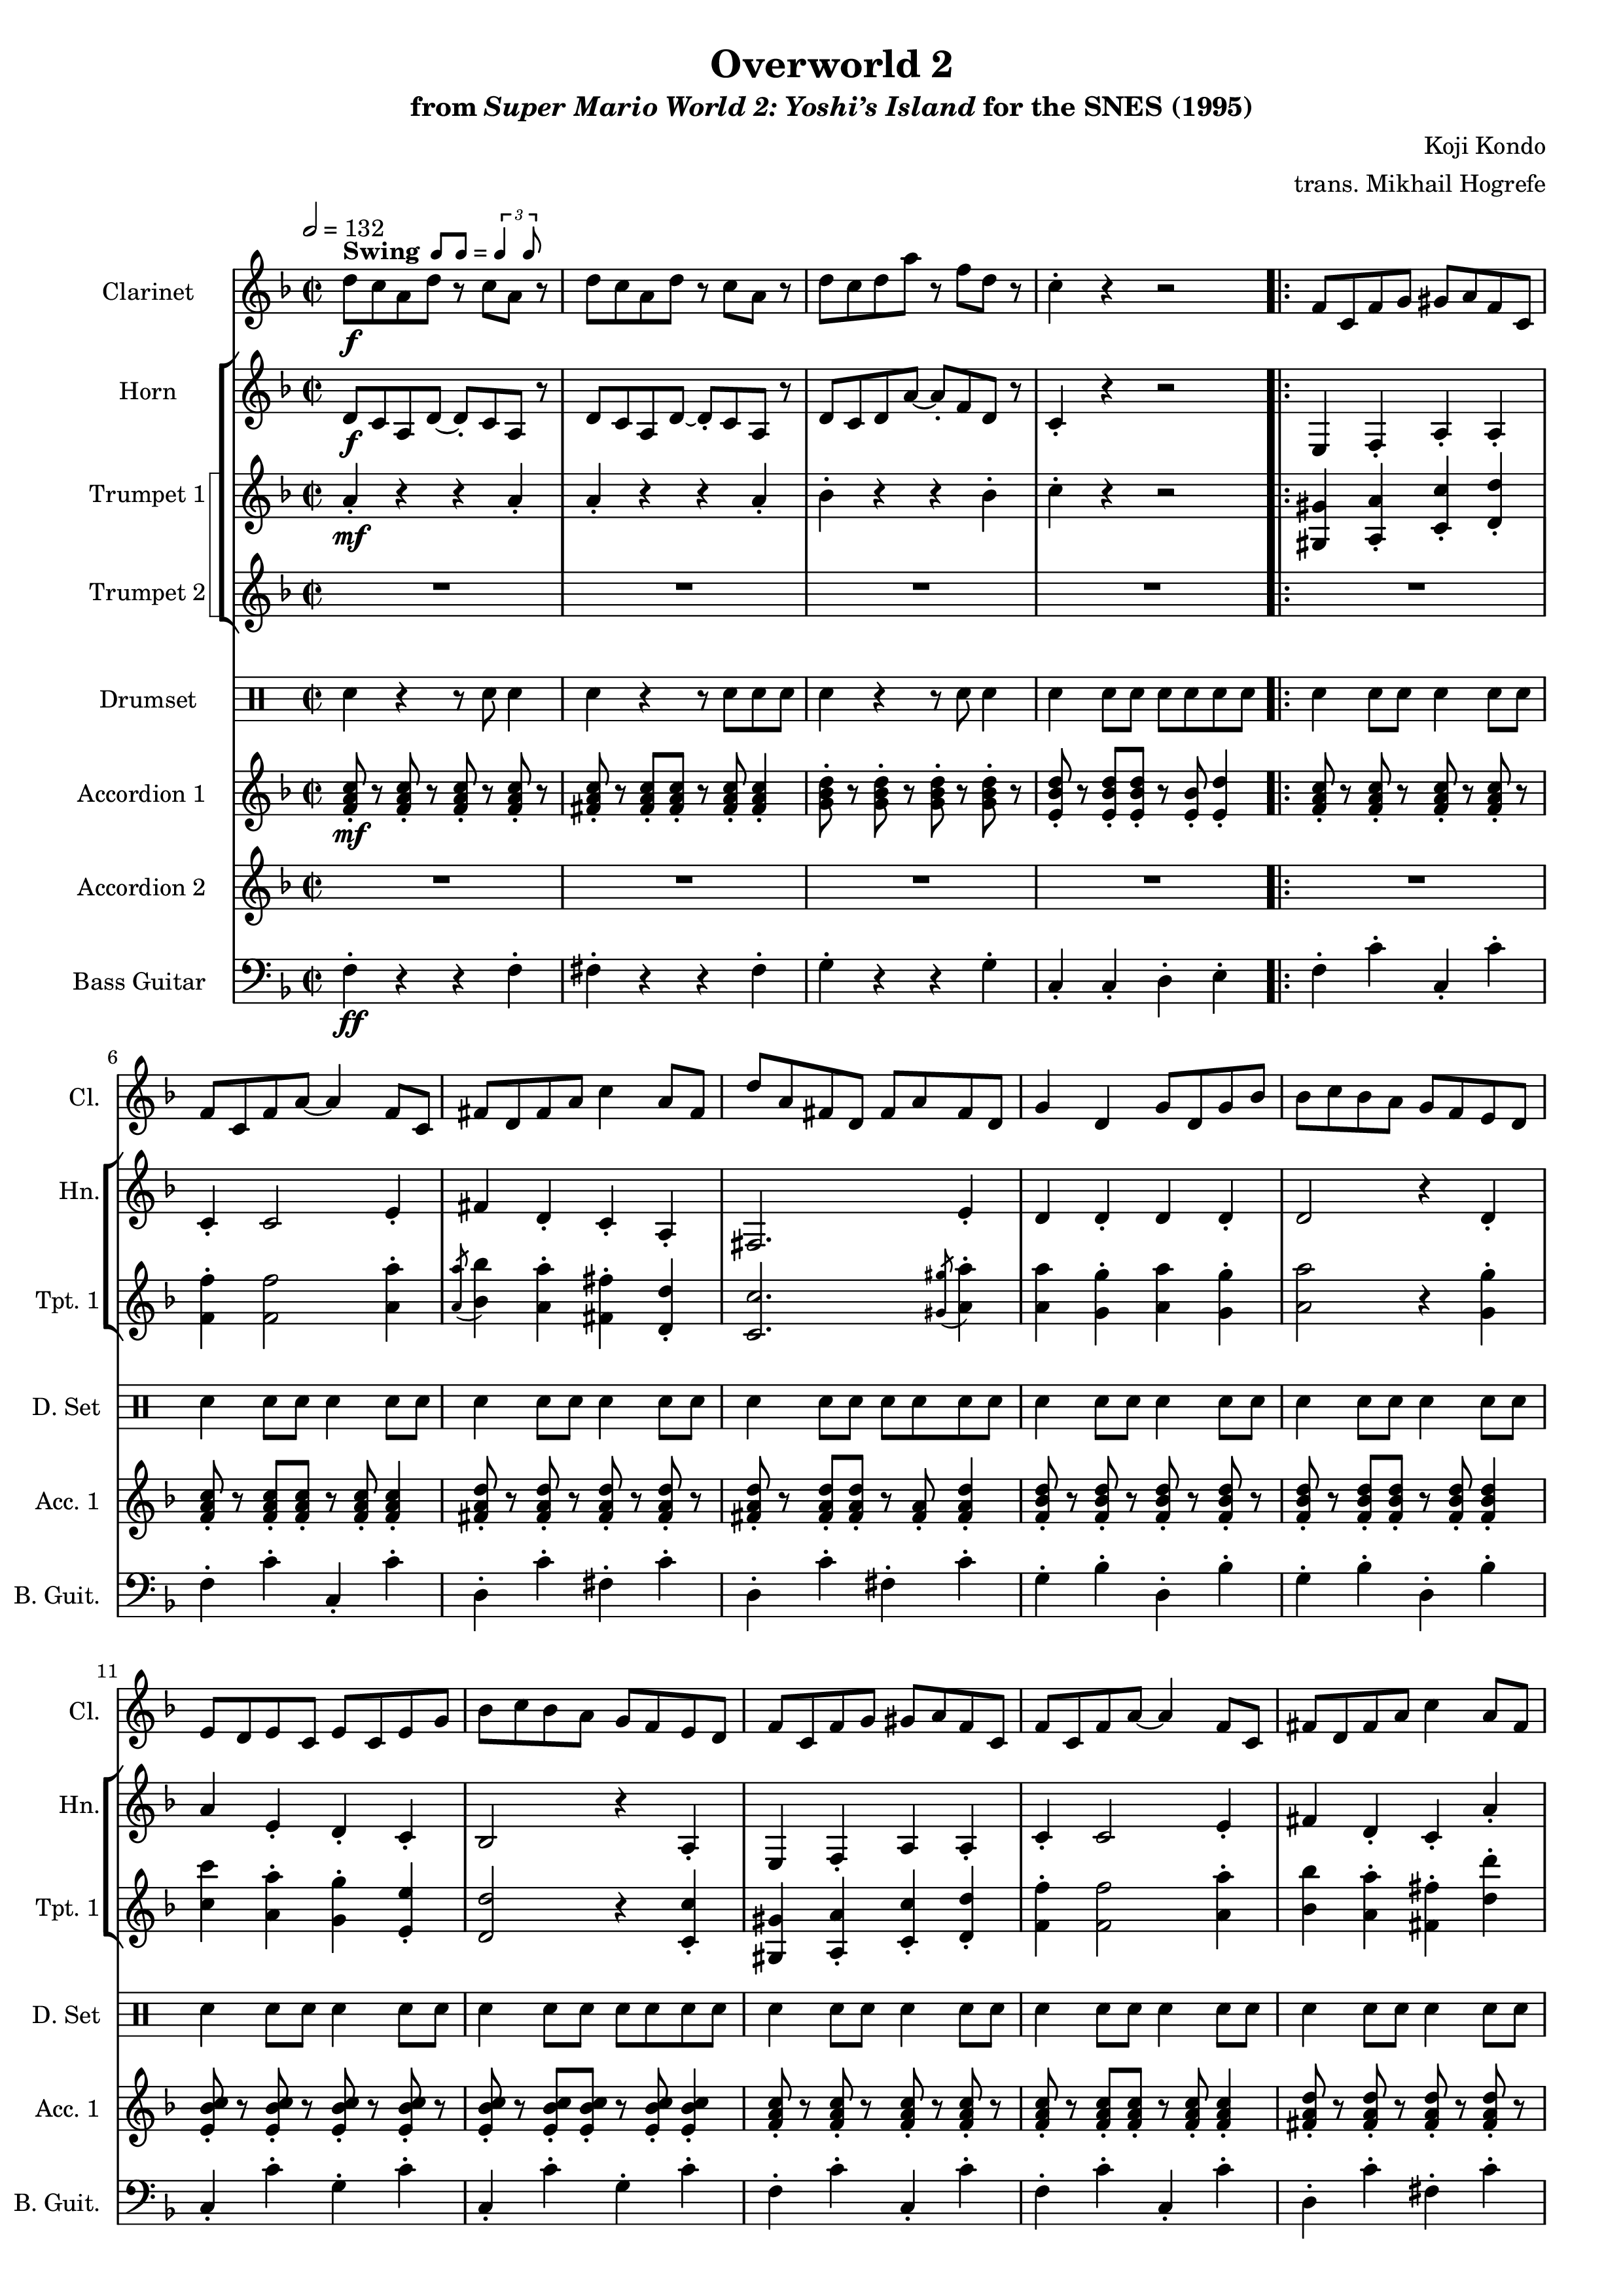 Overworld 2
from Super Mario World 2: Yoshi’s Island for the SNES (1995)
Koji Kondo
trans. Mikhail Hogrefe
= 132
Swing = 3
Clarinet
f
Horn
f
Trumpet 1
mf
Trumpet 2
Drumset
Accordion 1
mf
Accordion 2
Bass Guitar
ff
6
Cl.
Hn.
Tpt. 1
D. Set
Acc. 1
B. Guit.
11
Cl.
Hn.
Tpt. 1
D. Set
Acc. 1
B. Guit.